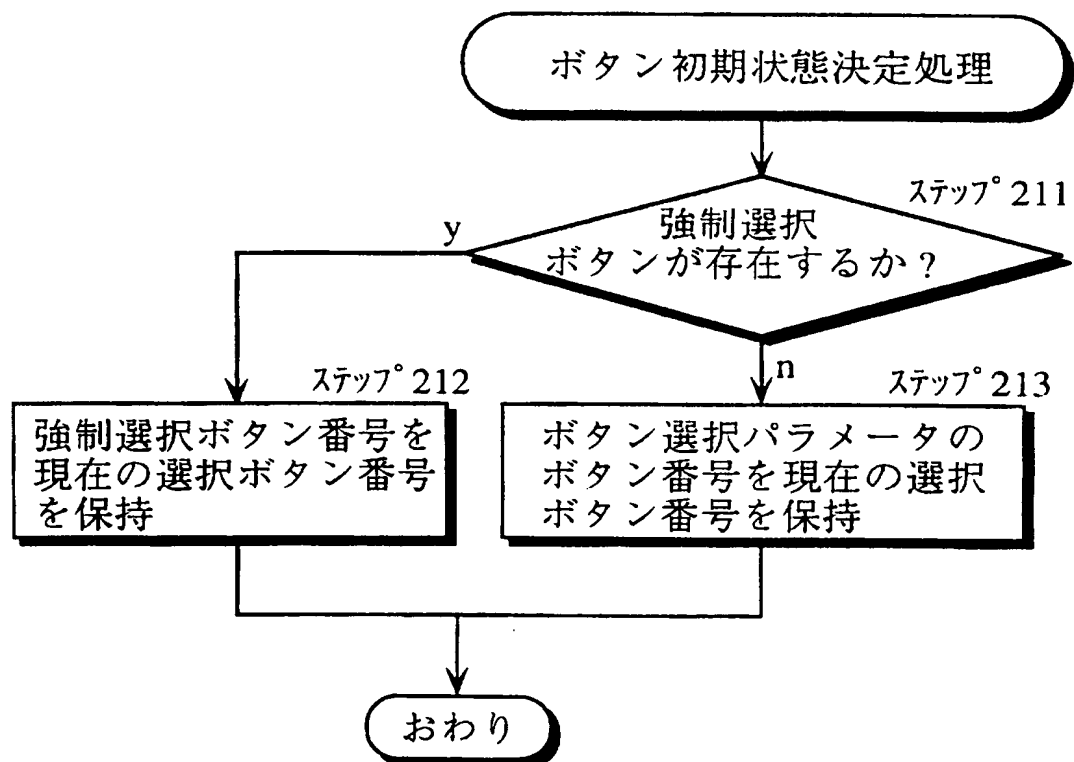 ボタン初期状態決定処理
ステップ211
強制選択
ボタンが存在するか?
y
n
ステップ212
強制選択ボタン番号を
現在の選択ボタン番号
を保持
ステップ213
ボタン選択パラメータの
ボタン番号を現在の選択
ボタン番号を保持
おわり